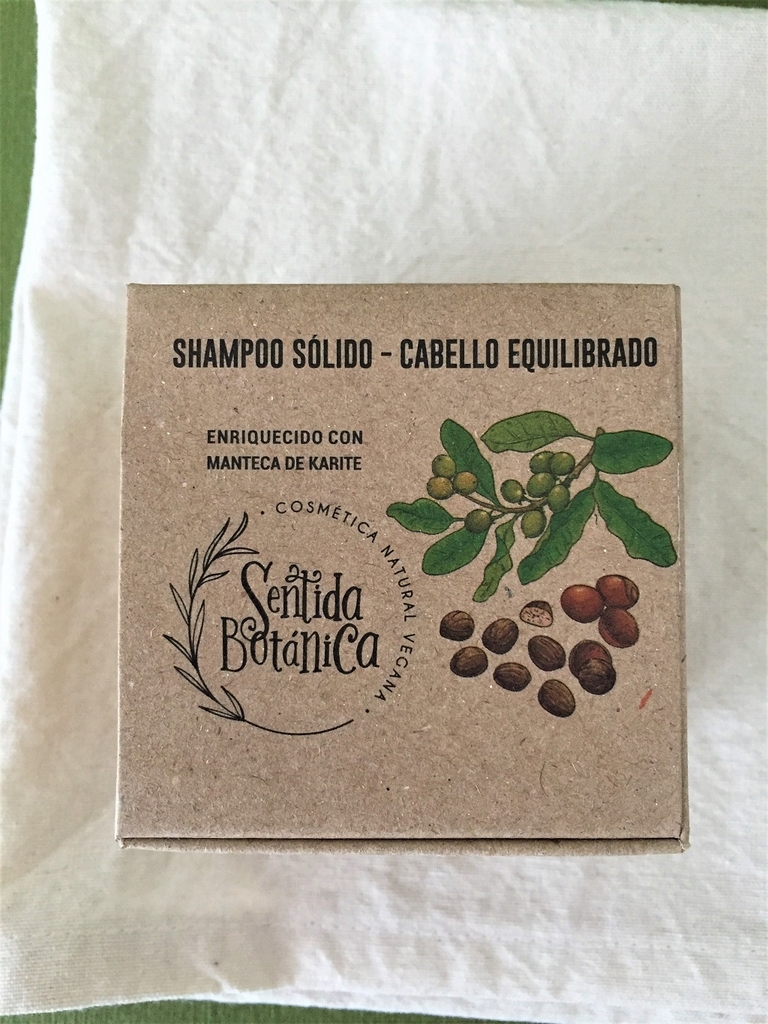 SHAMPOO SÓLIDO - CABELLO EQUILIBRADO
ENRIQUECIDO CON
MANTECA DE KARITE
· COSMÉTICA NATURAL VEGANA ·
Sentida
Botánica